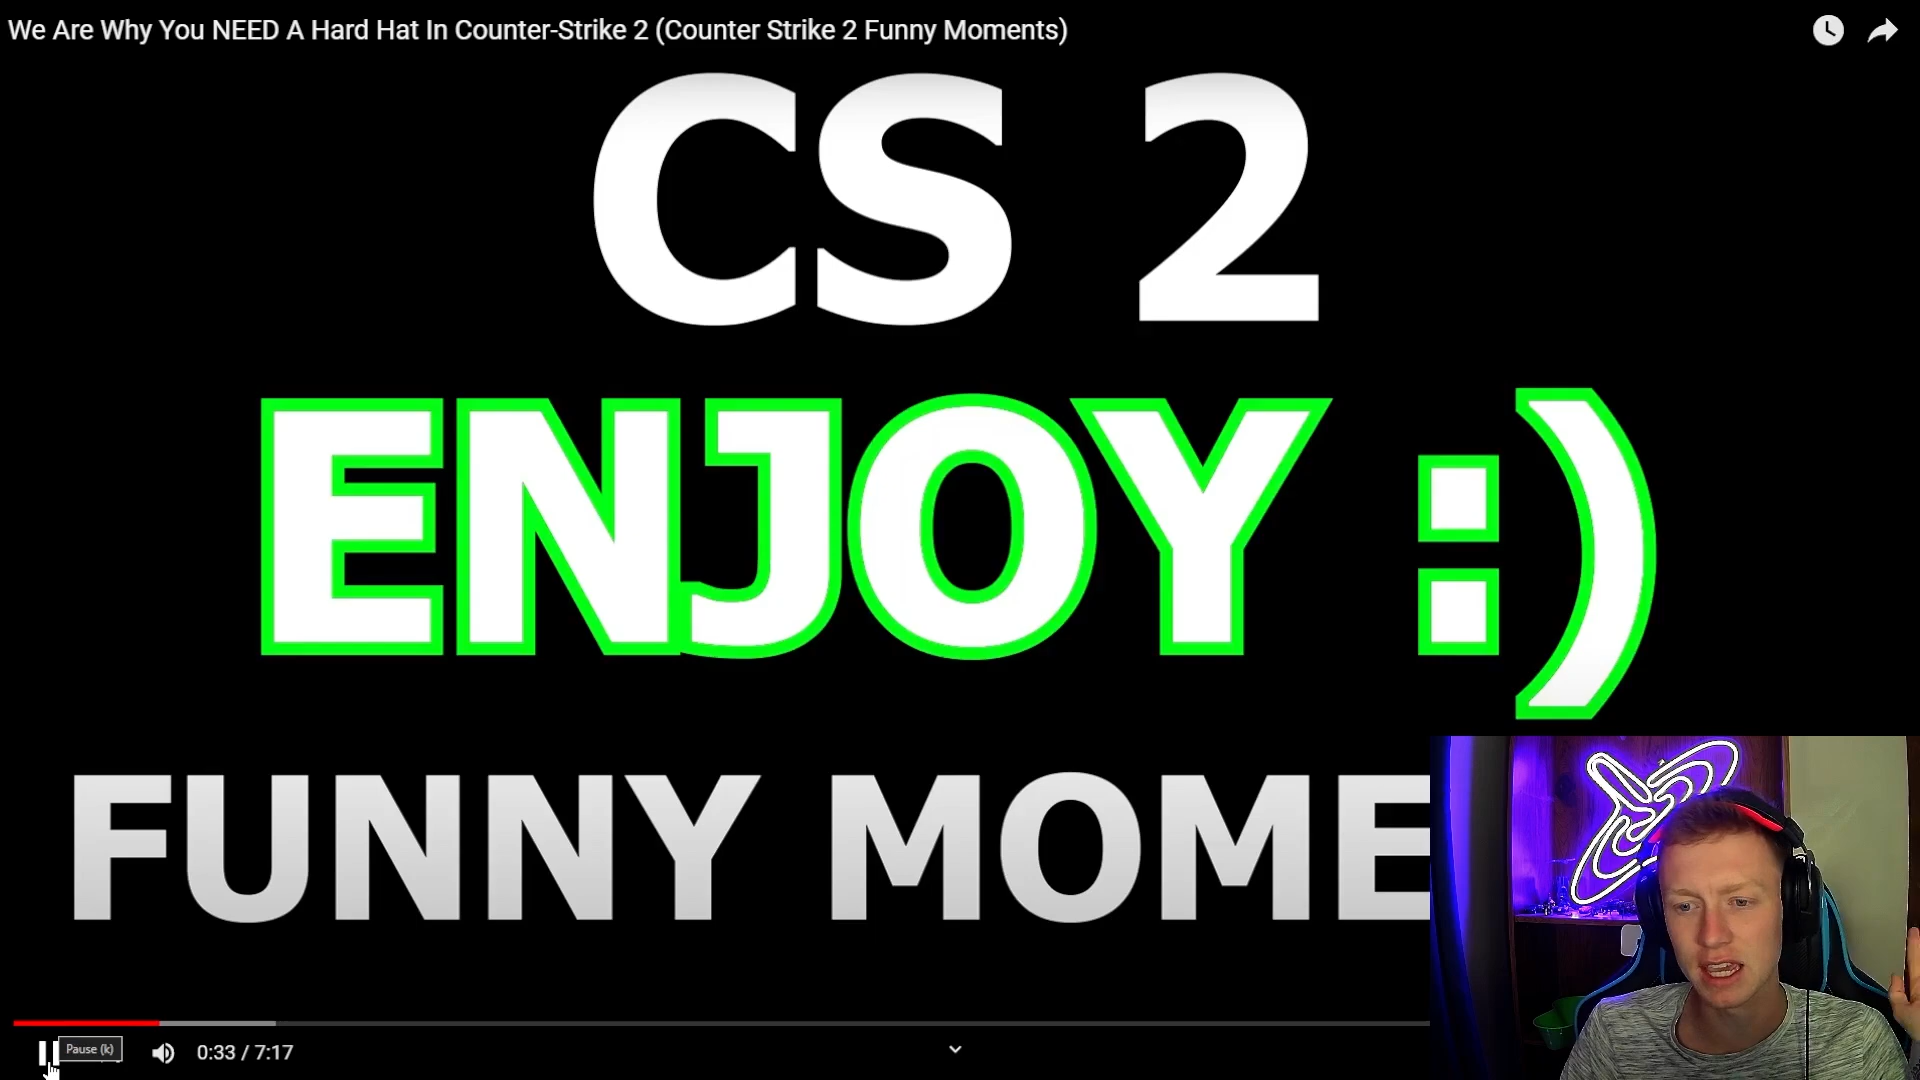 We Are Why You NEED A Hard Hat In Counter-Strike 2 (Counter Strike 2 Funny Moments)
CS 2
ENJOY :)
FUNNY MOME
Pause (k)
0:33 / 7:17